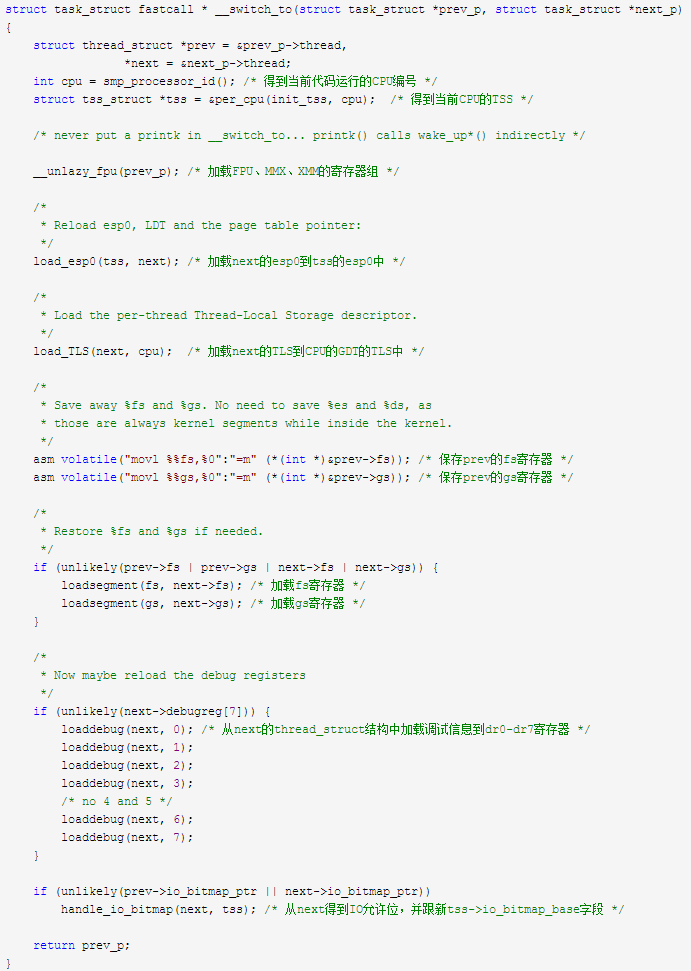 struct task_struct fastcall * __switch_to(struct task_struct *prev_p, struct task_struct *next_p)
{
    struct thread_struct *prev = &prev_p->thread,
                 *next = &next_p->thread;
    int cpu = smp_processor_id(); /* 得到当前代码运行的CPU编号 */
    struct tss_struct *tss = &per_cpu(init_tss, cpu);  /* 得到当前CPU的TSS */

    /* never put a printk in __switch_to... printk() calls wake_up*() indirectly */

    __unlazy_fpu(prev_p); /* 加载FPU、MMX、XMM的寄存器组 */

    /*
     * Reload esp0, LDT and the page table pointer:
     */
    load_esp0(tss, next); /* 加载next的esp0到tss的esp0中 */

    /*
     * Load the per-thread Thread-Local Storage descriptor.
     */
    load_TLS(next, cpu);  /* 加载next的TLS到CPU的GDT的TLS中 */

    /*
     * Save away %fs and %gs. No need to save %es and %ds, as
     * those are always kernel segments while inside the kernel.
     */
    asm volatile("movl %%fs,%0":"=m" (*(int *)&prev->fs)); /* 保存prev的fs寄存器 */
    asm volatile("movl %%gs,%0":"=m" (*(int *)&prev->gs)); /* 保存prev的gs寄存器 */

    /*
     * Restore %fs and %gs if needed.
     */
    if (unlikely(prev->fs | prev->gs | next->fs | next->gs)) {
        loadsegment(fs, next->fs); /* 加载fs寄存器 */
        loadsegment(gs, next->gs); /* 加载gs寄存器 */
    }

    /*
     * Now maybe reload the debug registers
     */
    if (unlikely(next->debugreg[7])) {
        loaddebug(next, 0); /* 从next的thread_struct结构中加载调试信息到dr0-dr7寄存器 */
        loaddebug(next, 1);
        loaddebug(next, 2);
        loaddebug(next, 3);
        /* no 4 and 5 */
        loaddebug(next, 6);
        loaddebug(next, 7);
    }

    if (unlikely(prev->io_bitmap_ptr || next->io_bitmap_ptr))
        handle_io_bitmap(next, tss); /* 从next得到IO允许位，并跟新tss->io_bitmap_base字段 */

    return prev_p;
}